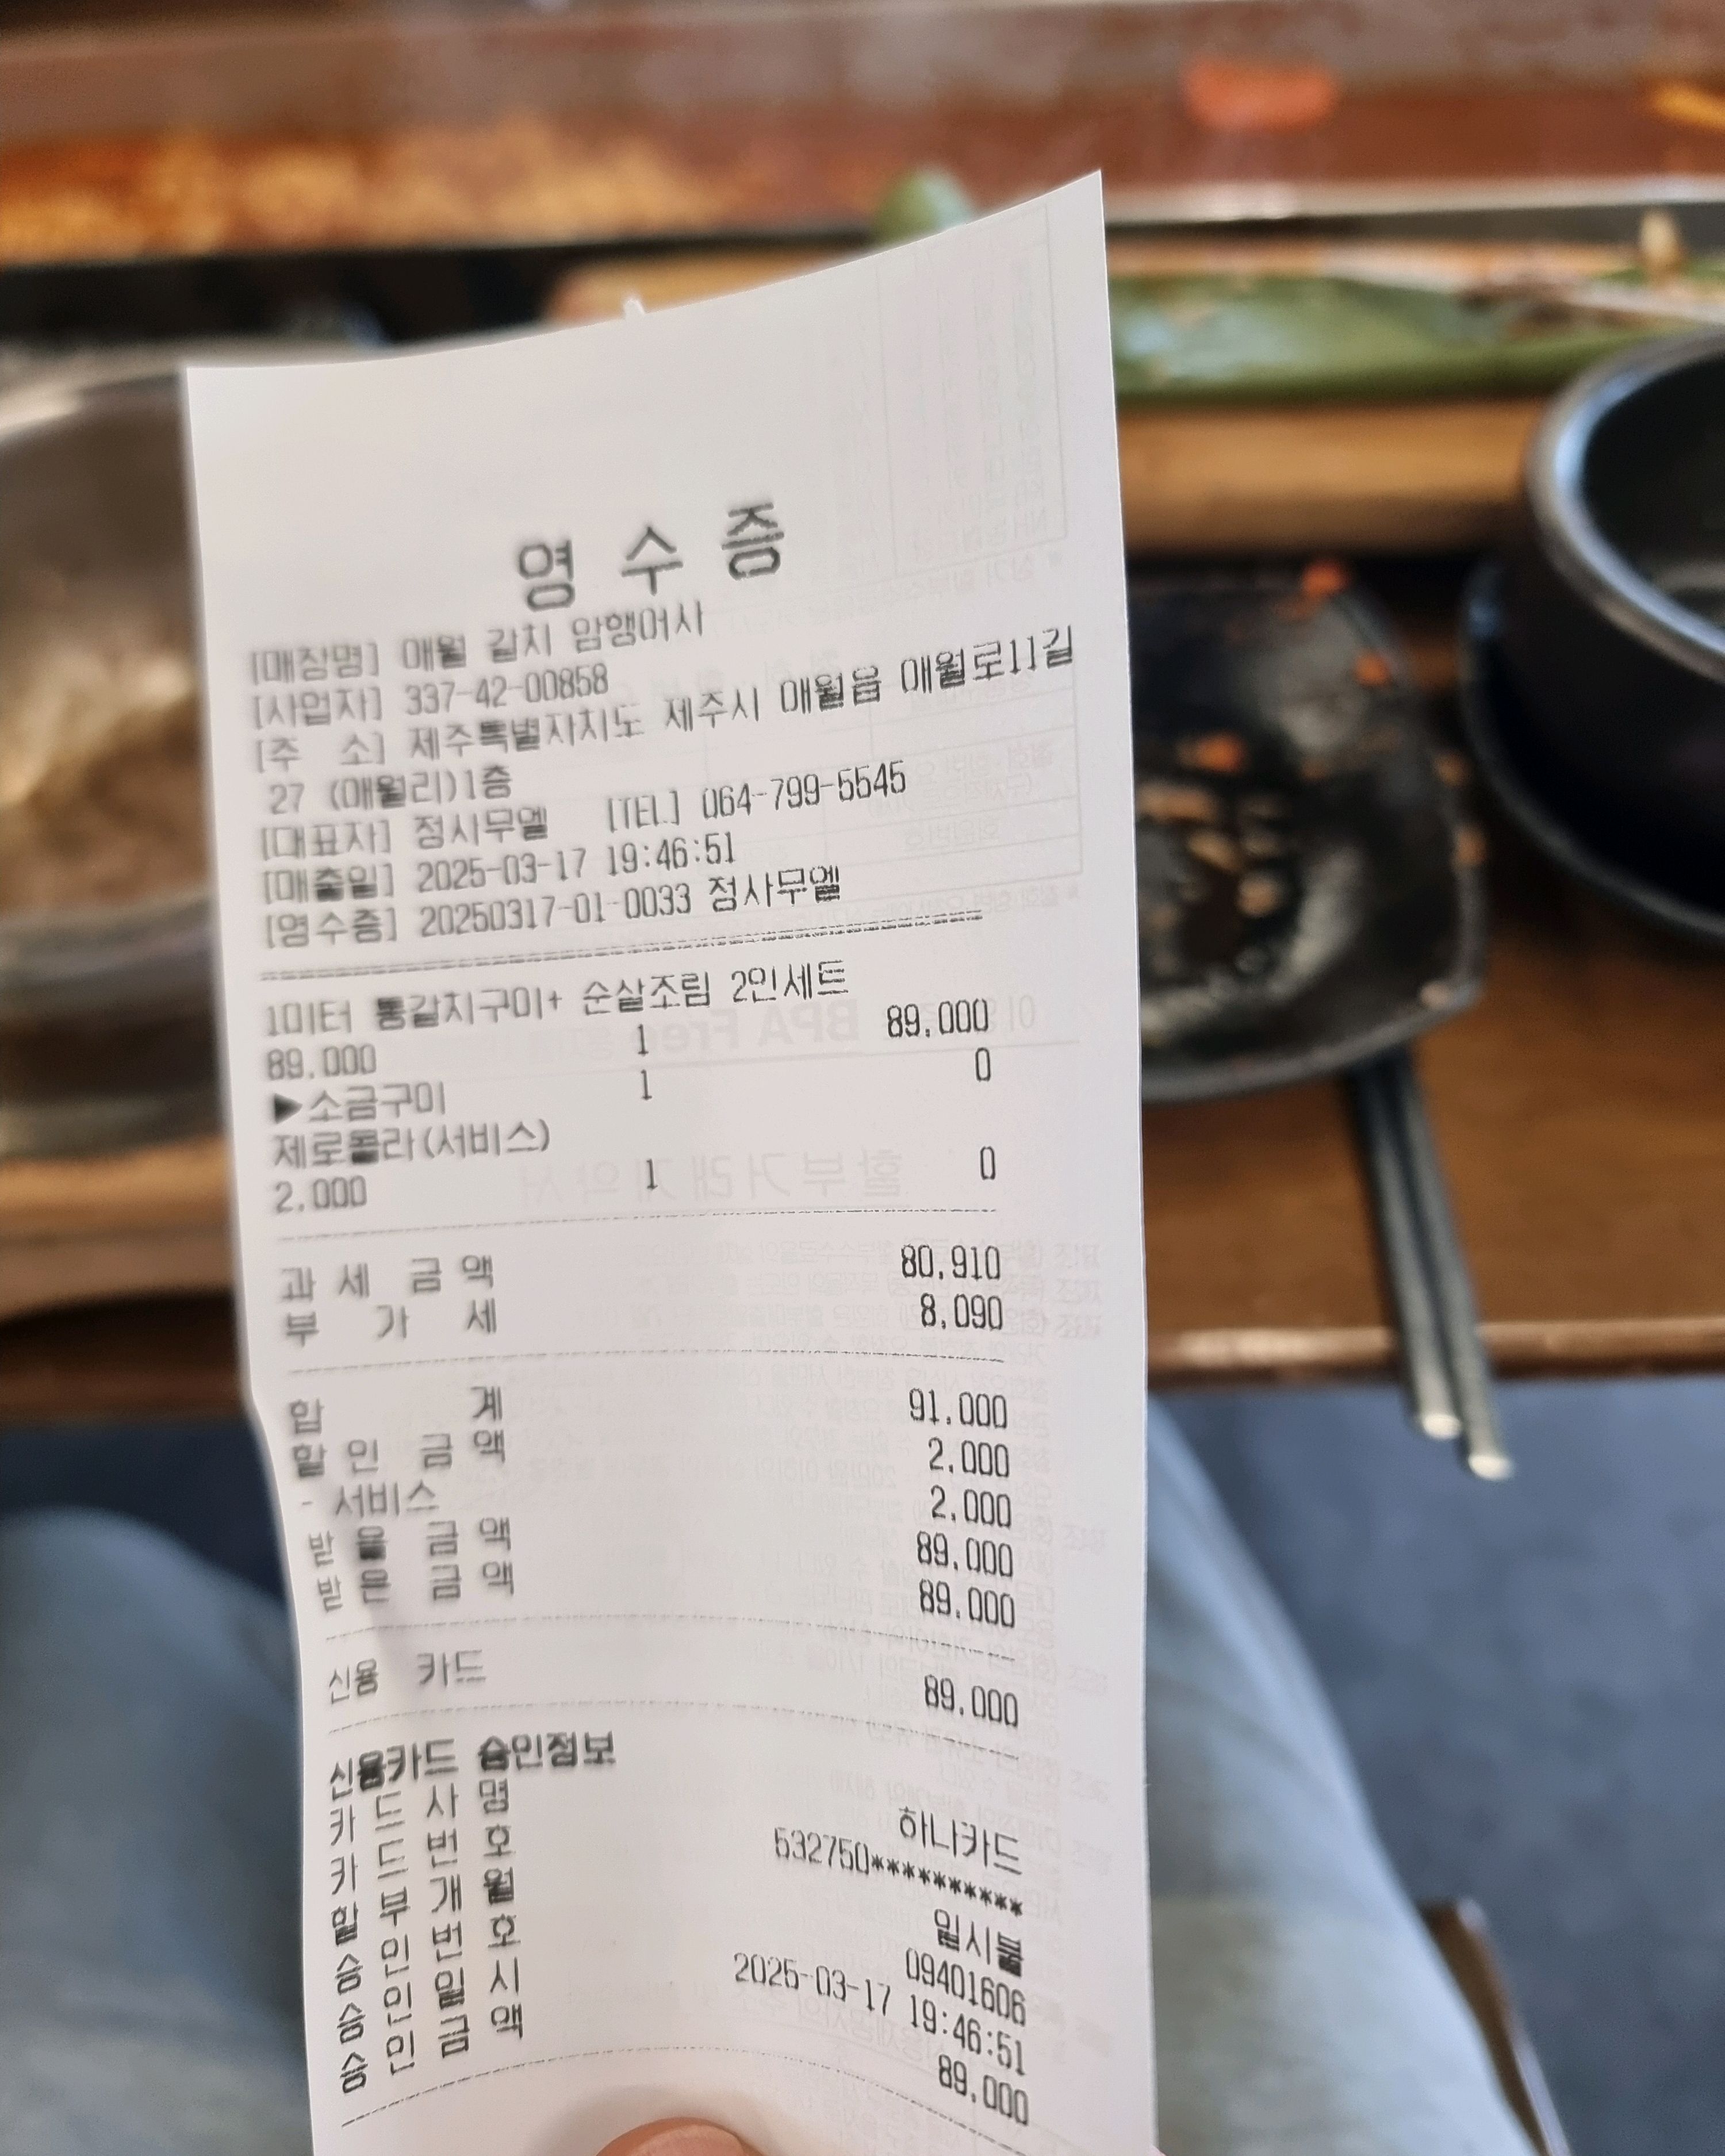 영 수 증
[매장명] 애월 갈치 암행어사
[사업자] 337-42-00858
[주 소] 제주특별자치도 제주시 애월읍 애월로11길
27 (애월리)1층
[대표자] 정사무엘 [TEL] 064-799-5545
[매출일] 2025-03-17 19:46:51
[영수증] 20250317-01-0033 정사무엘
1미터 통갈치구이+ 순살조림 2인세트
89,000 1 89,000
▶소금구이 1 0
제로콜라(서비스)
2,000 1 0
과 세 금 액 80,910
부 가 세 8,090
합 계 91,000
할 인 금 액 2,000
- 서비스 2,000
받 을 금 액 89,000
받 은 금 액 89,000
신용 카드 89,000
신용카드 승인정보
카 드 사 명 하나카드
카 드 번 호 532750**********
할 부 개 월 일시불
승 인 번 호 09401606
승 인 일 시 2025-03-17 19:46:51
승 인 금 액 89,000